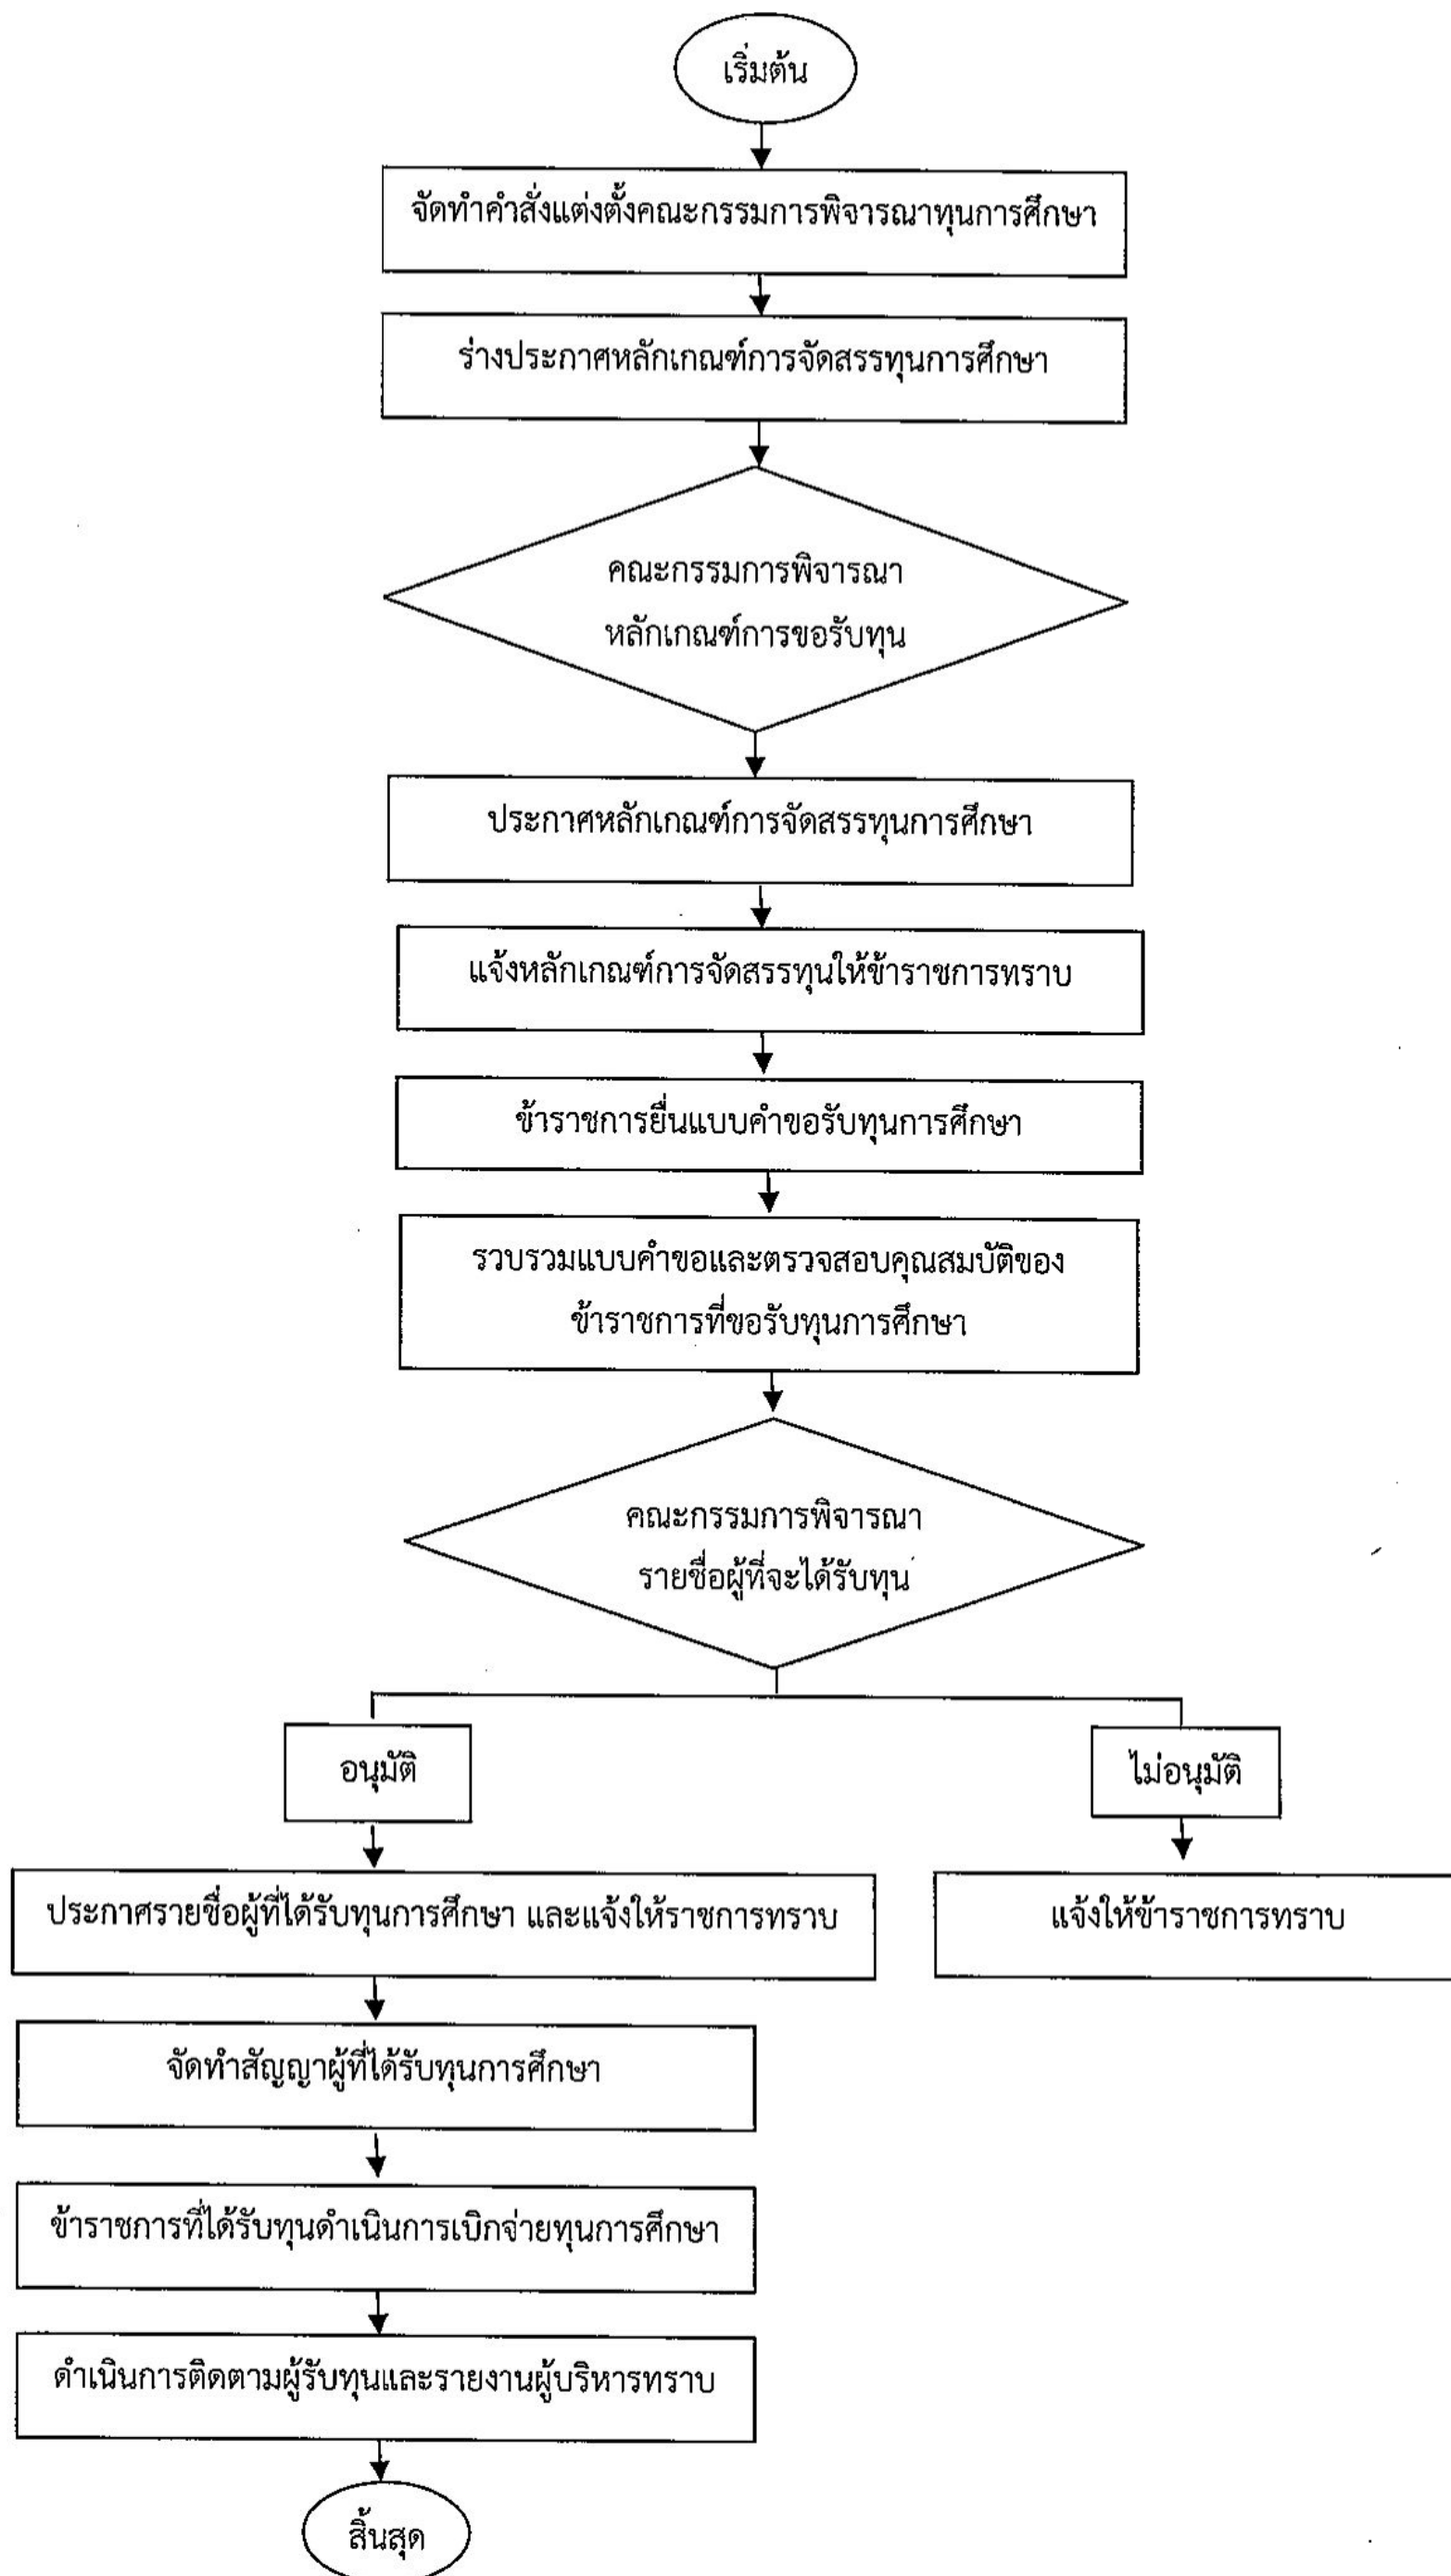 เริ่มต้น
จัดทำคำสั่งแต่งตั้งคณะกรรมการพิจารณาทุนการศึกษา
ร่างประกาศหลักเกณฑ์การจัดสรรทุนการศึกษา
คณะกรรมการพิจารณา
หลักเกณฑ์การขอรับทุน
ประกาศหลักเกณฑ์การจัดสรรทุนการศึกษา
แจ้งหลักเกณฑ์การจัดสรรทุนให้ข้าราชการทราบ
ข้าราชการยื่นแบบคำขอรับทุนการศึกษา
รวบรวมแบบคำขอและตรวจสอบคุณสมบัติของ
ข้าราชการที่ขอรับทุนการศึกษา
คณะกรรมการพิจารณา
รายชื่อผู้ที่จะได้รับทุน
อนุมัติ
ไม่อนุมัติ
ประกาศรายชื่อผู้ที่ได้รับทุนการศึกษา และแจ้งให้ราชการทราบ
แจ้งให้ข้าราชการทราบ
จัดทำสัญญาผู้ที่ได้รับทุนการศึกษา
ข้าราชการที่ได้รับทุนดำเนินการเบิกจ่ายทุนการศึกษา
ดำเนินการติดตามผู้รับทุนและรายงานผู้บริหารทราบ
สิ้นสุด